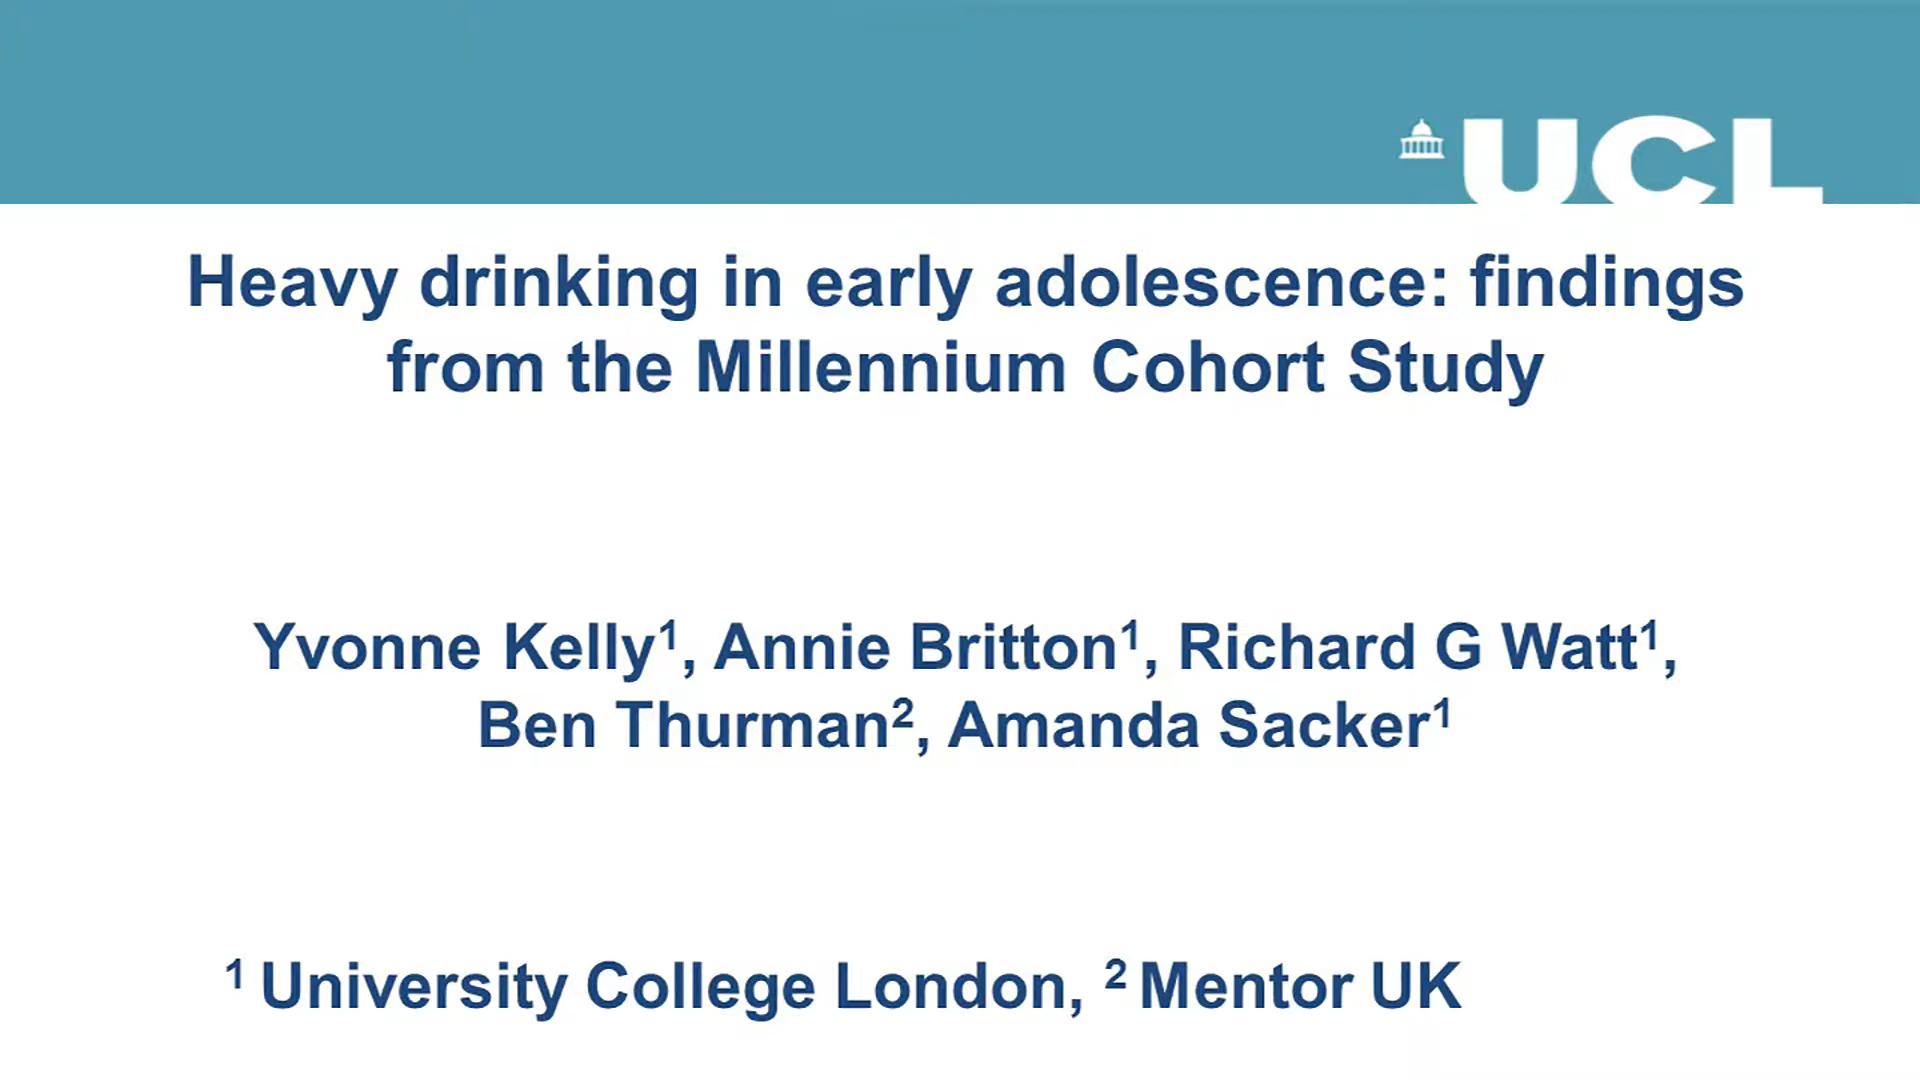 UCL
Heavy drinking in early adolescence: findings
from the Millennium Cohort Study
Yvonne Kelly¹, Annie Britton¹, Richard G Watt¹,
Ben Thurman², Amanda Sacker¹
¹ University College London, ² Mentor UK